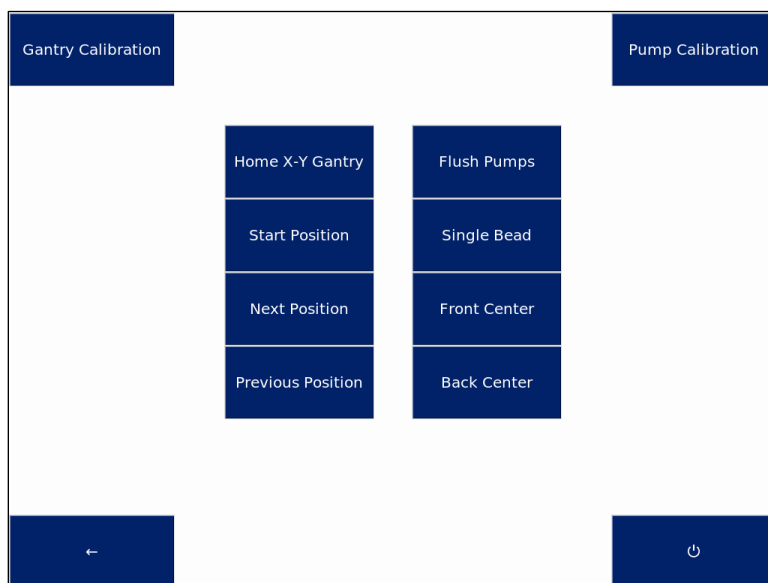 Gantry Calibration
Pump Calibration
Home X-Y Gantry
Flush Pumps
Start Position
Single Bead
Next Position
Front Center
Previous Position
Back Center
←
⏻